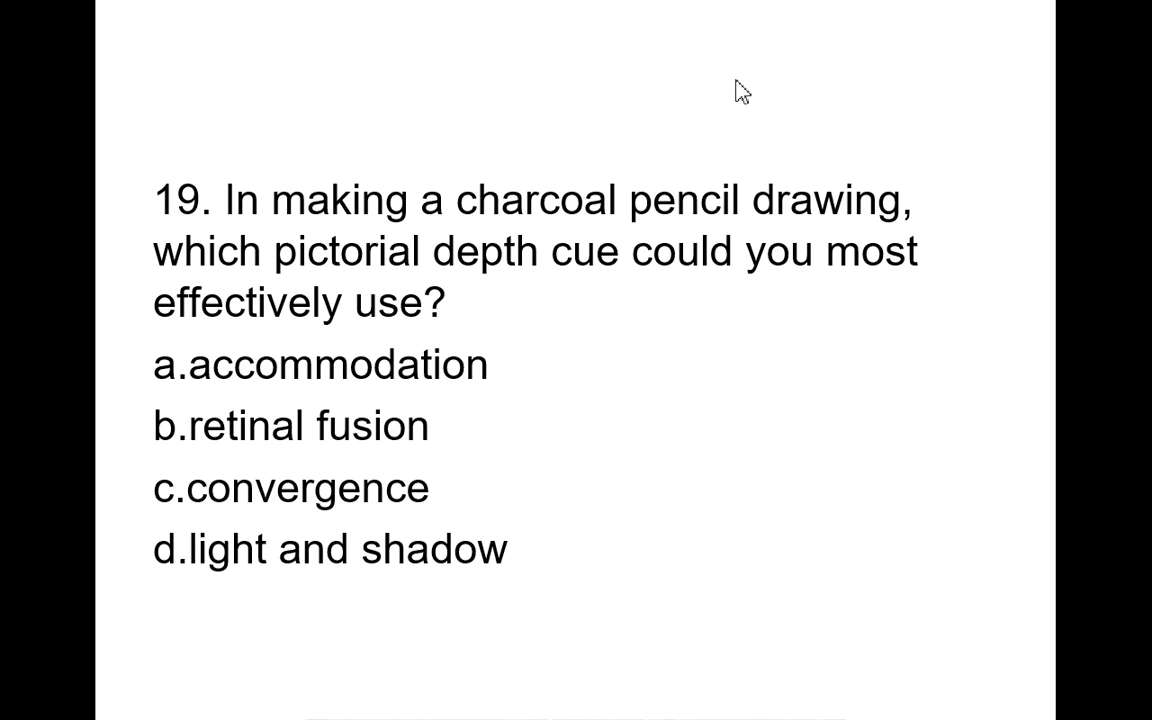 19. In making a charcoal pencil drawing,
which pictorial depth cue could you most
effectively use?
a.accommodation
b.retinal fusion
c.convergence
d.light and shadow